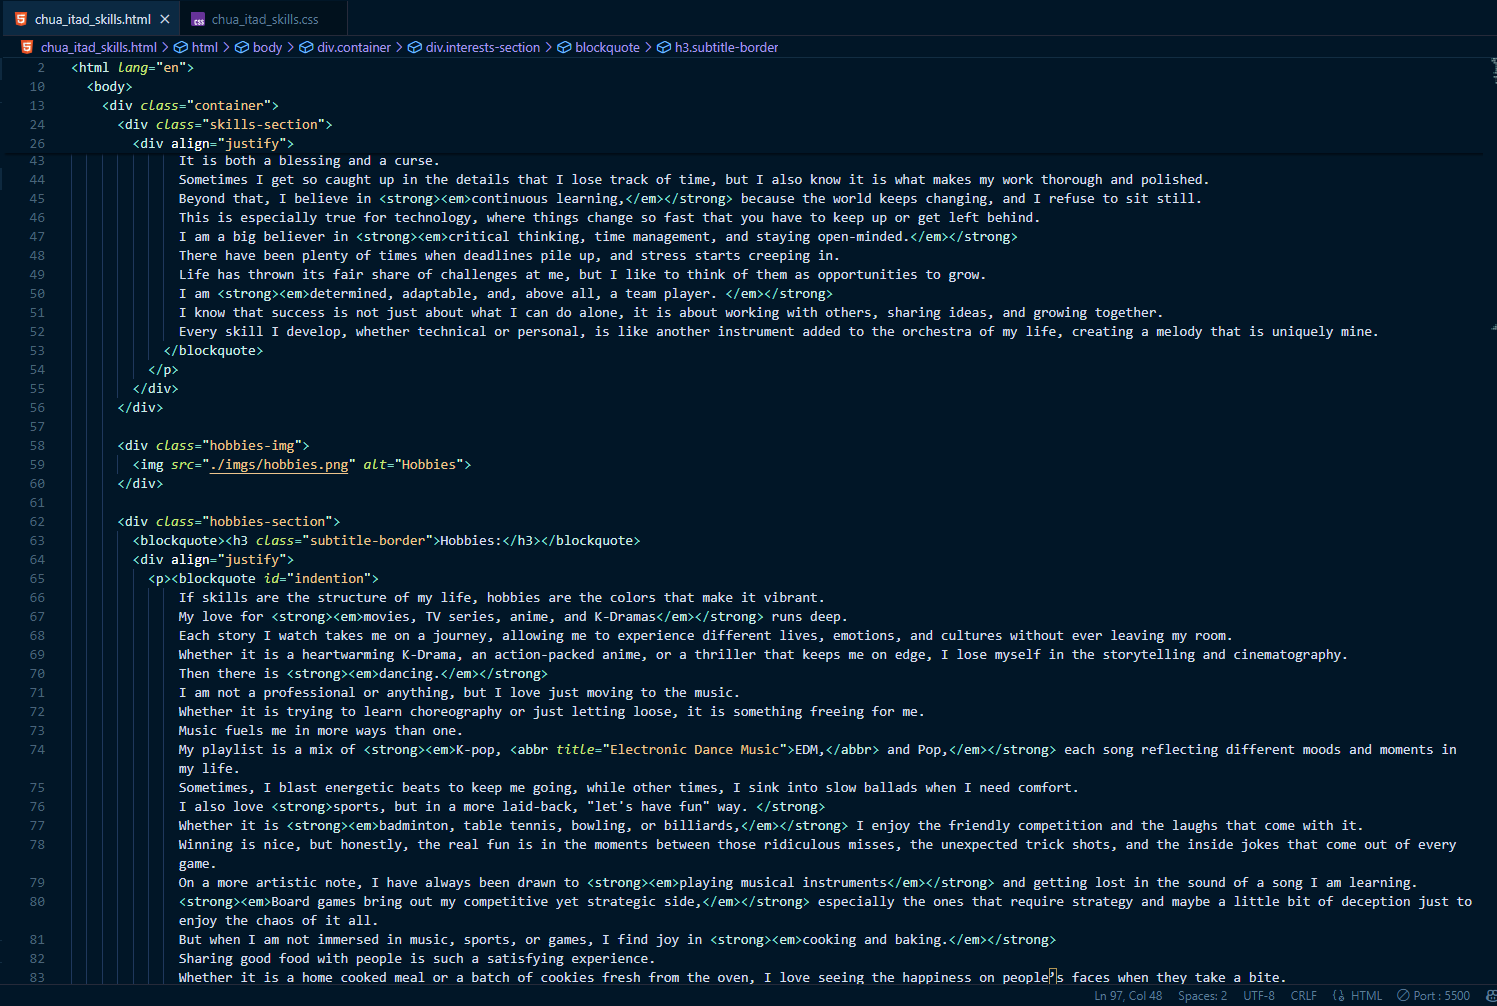 chua_itad_skills.html
chua_itad_skills.css
chua_itad_skills.html > html > body > div.container > div.interests-section > blockquote > h3.subtitle-border
2 <html lang="en">
10 <body>
13 <div class="container">
24 <div class="skills-section">
26 <div align="justify">
43 It is both a blessing and a curse.
44 Sometimes I get so caught up in the details that I lose track of time, but I also know it is what makes my work thorough and polished.
45 Beyond that, I believe in <strong><em>continuous learning,</em></strong> because the world keeps changing, and I refuse to sit still.
46 This is especially true for technology, where things change so fast that you have to keep up or get left behind.
47 I am a big believer in <strong><em>critical thinking, time management, and staying open-minded.</em></strong>
48 There have been plenty of times when deadlines pile up, and stress starts creeping in.
49 Life has thrown its fair share of challenges at me, but I like to think of them as opportunities to grow.
50 I am <strong><em>determined, adaptable, and, above all, a team player. </em></strong>
51 I know that success is not just about what I can do alone, it is about working with others, sharing ideas, and growing together.
52 Every skill I develop, whether technical or personal, is like another instrument added to the orchestra of my life, creating a melody that is uniquely mine.
53 </blockquote>
54 </p>
55 </div>
56 </div>
57
58 <div class="hobbies-img">
59 <img src="./imgs/hobbies.png" alt="Hobbies">
60 </div>
61
62 <div class="hobbies-section">
63 <blockquote><h3 class="subtitle-border">Hobbies:</h3></blockquote>
64 <div align="justify">
65 <p><blockquote id="indention">
66 If skills are the structure of my life, hobbies are the colors that make it vibrant.
67 My love for <strong><em>movies, TV series, anime, and K-Dramas</em></strong> runs deep.
68 Each story I watch takes me on a journey, allowing me to experience different lives, emotions, and cultures without ever leaving my room.
69 Whether it is a heartwarming K-Drama, an action-packed anime, or a thriller that keeps me on edge, I lose myself in the storytelling and cinematography.
70 Then there is <strong><em>dancing.</em></strong>
71 I am not a professional or anything, but I love just moving to the music.
72 Whether it is trying to learn choreography or just letting loose, it is something freeing for me.
73 Music fuels me in more ways than one.
74 My playlist is a mix of <strong><em>K-pop, <abbr title="Electronic Dance Music">EDM,</abbr> and Pop,</em></strong> each song reflecting different moods and moments in
my life.
75 Sometimes, I blast energetic beats to keep me going, while other times, I sink into slow ballads when I need comfort.
76 I also love <strong>sports, but in a more laid-back, "let's have fun" way. </strong>
77 Whether it is <strong><em>badminton, table tennis, bowling, or billiards,</em></strong> I enjoy the friendly competition and the laughs that come with it.
78 Winning is nice, but honestly, the real fun is in the moments between those ridiculous misses, the unexpected trick shots, and the inside jokes that come out of every
game.
79 On a more artistic note, I have always been drawn to <strong><em>playing musical instruments</em></strong> and getting lost in the sound of a song I am learning.
80 <strong><em>Board games bring out my competitive yet strategic side,</em></strong> especially the ones that require strategy and maybe a little bit of deception just to
enjoy the chaos of it all.
81 But when I am not immersed in music, sports, or games, I find joy in <strong><em>cooking and baking.</em></strong>
82 Sharing good food with people is such a satisfying experience.
83 Whether it is a home cooked meal or a batch of cookies fresh from the oven, I love seeing the happiness on people’s faces when they take a bite.
Ln 97, Col 48 Spaces: 2 UTF-8 CRLF {} HTML Port : 5500